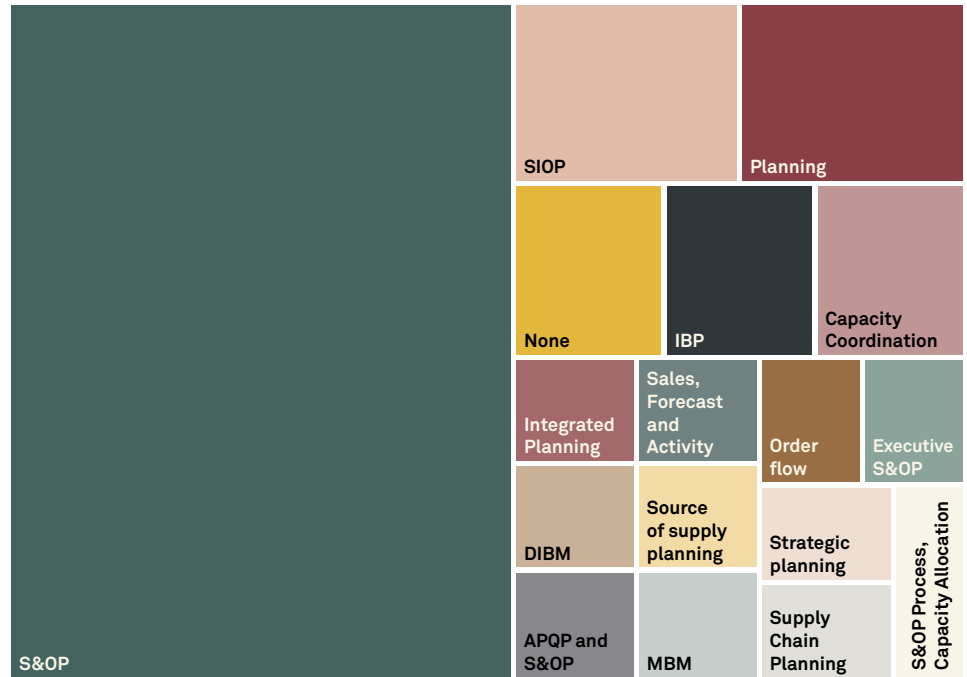 S&OP
SIOP
Planning
None
IBP
Capacity
Coordination
Integrated
Planning
Sales,
Forecast
and
Activity
Order
flow
Executive
S&OP
DIBM
Source
of supply
planning
Strategic
planning
S&OP Process,
Capacity Allocation
APQP and
S&OP
MBM
Supply
Chain
Planning